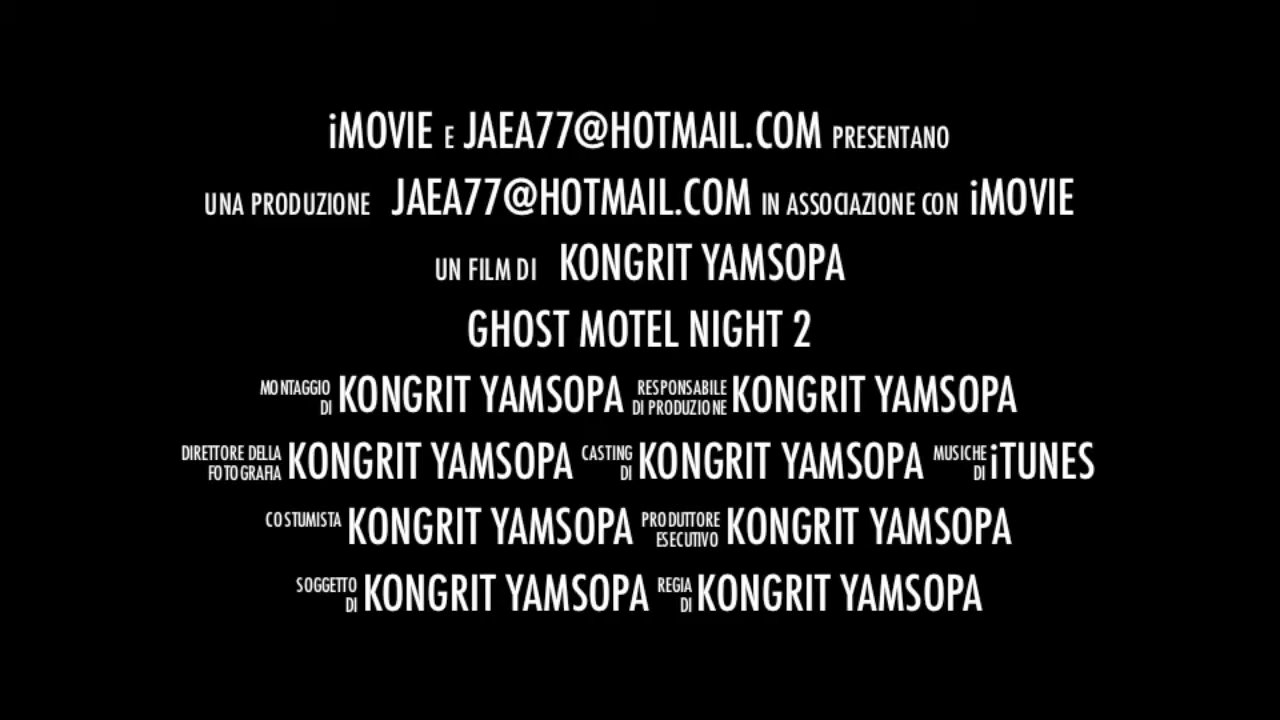 iMOVIE E JAEA77@HOTMAIL.COM PRESENTANO
UNA PRODUZIONE JAEA77@HOTMAIL.COM IN ASSOCIAZIONE CON iMOVIE
UN FILM DI KONGRIT YAMSOPA
GHOST MOTEL NIGHT 2
MONTAGGIO DI KONGRIT YAMSOPA RESPONSABILE DI PRODUZIONE KONGRIT YAMSOPA
DIRETTORE DELLA FOTOGRAFIA KONGRIT YAMSOPA CASTING DI KONGRIT YAMSOPA MUSICHE DI iTUNES
COSTUMISTA KONGRIT YAMSOPA PRODUTTORE ESECUTIVO KONGRIT YAMSOPA
SOGGETTO DI KONGRIT YAMSOPA REGIA DI KONGRIT YAMSOPA